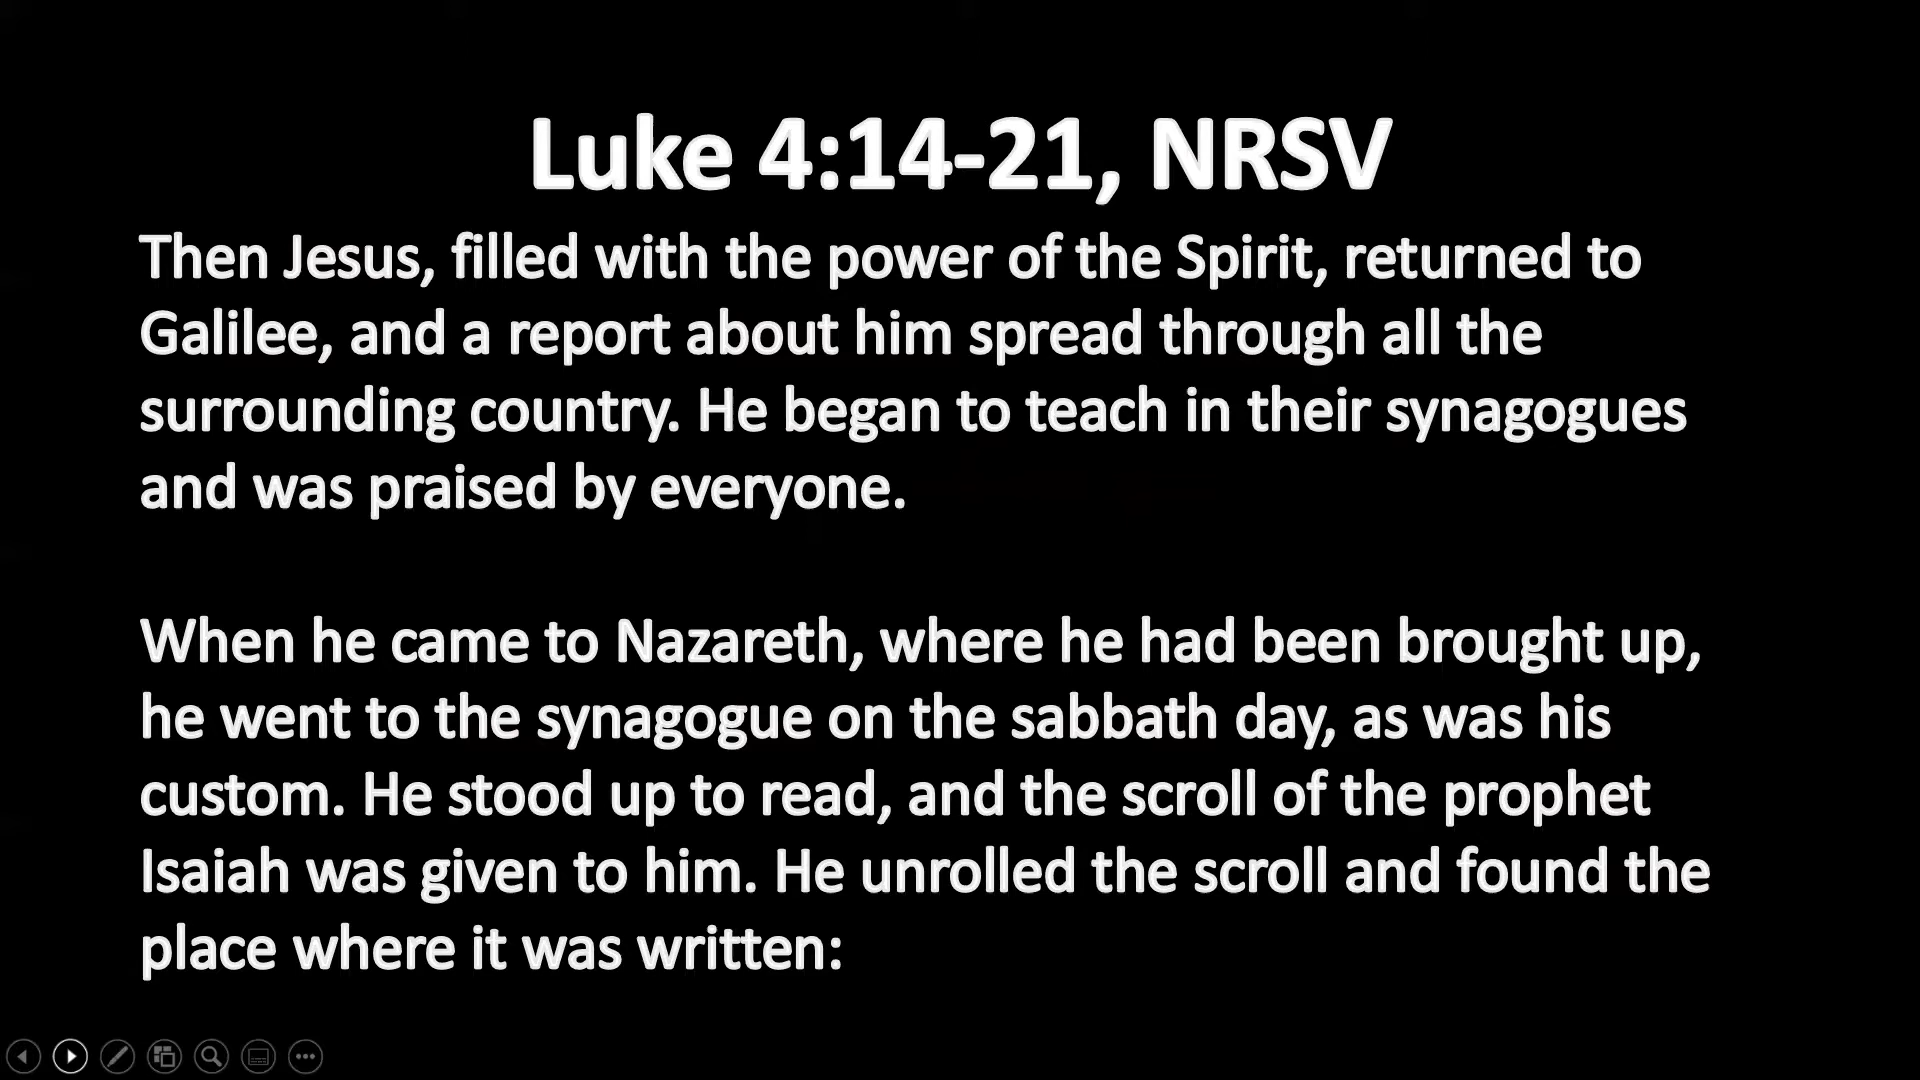 Luke 4:14-21, NRSV
Then Jesus, filled with the power of the Spirit, returned to
Galilee, and a report about him spread through all the
surrounding country. He began to teach in their synagogues
and was praised by everyone.
When he came to Nazareth, where he had been brought up,
he went to the synagogue on the sabbath day, as was his
custom. He stood up to read, and the scroll of the prophet
Isaiah was given to him. He unrolled the scroll and found the
place where it was written: